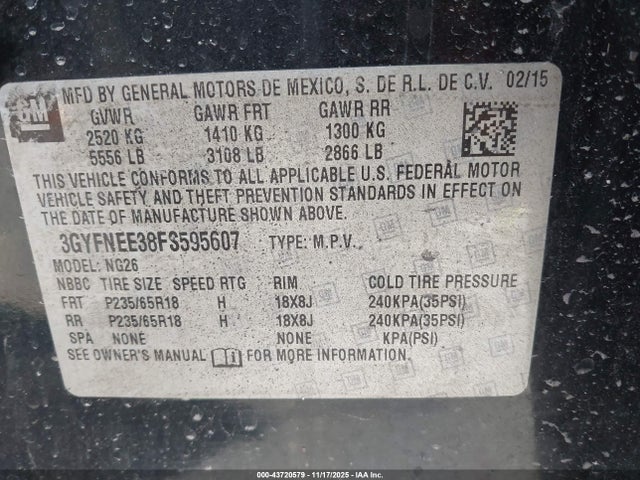 GM MFD BY GENERAL MOTORS DE MEXICO, S. DE R.L. DE C.V. 02/15
GVWR GAWR FRT GAWR RR
2520 KG 1410 KG 1300 KG
5556 LB 3108 LB 2866 LB
THIS VEHICLE CONFORMS TO ALL APPLICABLE U.S. FEDERAL MOTOR
VEHICLE SAFETY AND THEFT PREVENTION STANDARDS IN EFFECT ON
THE DATE OF MANUFACTURE SHOWN ABOVE.
3GYFNEE38FS595607 TYPE: M.P.V.
MODEL: NG26
NBBC TIRE SIZE SPEED RTG RIM COLD TIRE PRESSURE
FRT P235/65R18 H 18X8J 240KPA(35PSI)
RR P235/65R18 H 18X8J 240KPA(35PSI)
SPA NONE NONE KPA(PSI)
SEE OWNER'S MANUAL FOR MORE INFORMATION.
000-43720579 - 11/17/2025 - IAA Inc.